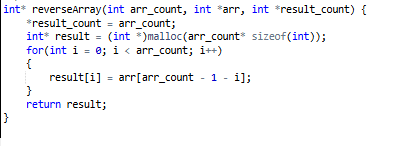 int* reverseArray(int arr_count, int *arr, int *result_count) {
    *result_count = arr_count;
    int* result = (int *)malloc(arr_count* sizeof(int));
    for(int i = 0; i < arr_count; i++)
    {
        result[i] = arr[arr_count - 1 - i];
    }
    return result;
}